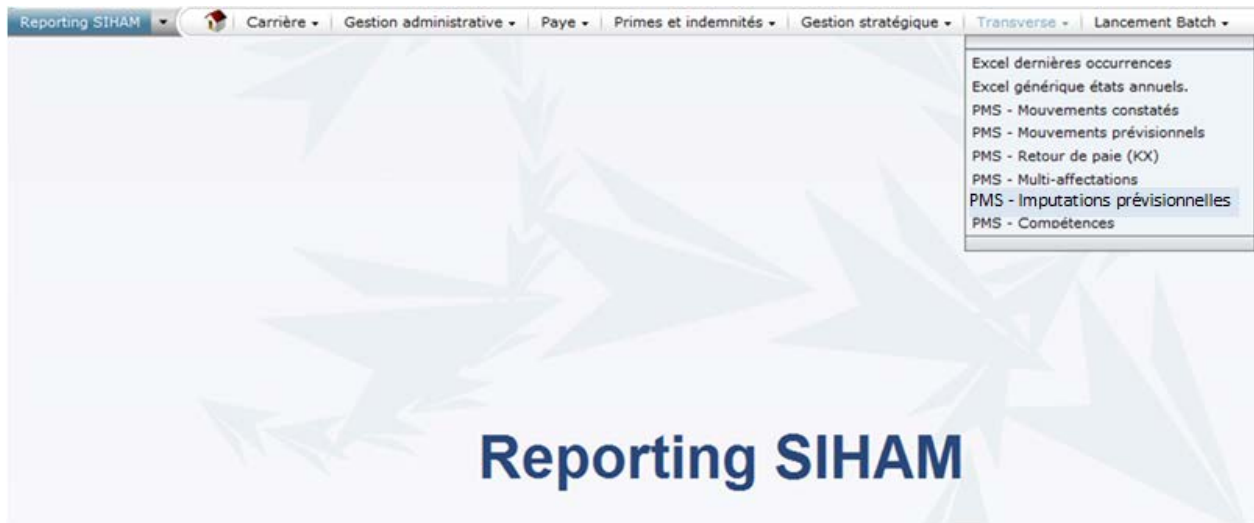 Reporting SIHAM Carrière Gestion administrative Paye Primes et indemnités Gestion stratégique Transverse Lancement Batch
Excel dernières occurrences
Excel générique états annuels.
PMS - Mouvements constatés
PMS - Mouvements prévisionnels
PMS - Retour de paie (KX)
PMS - Multi-affectations
PMS - Imputations prévisionnelles
PMS - Compétences
Reporting SIHAM